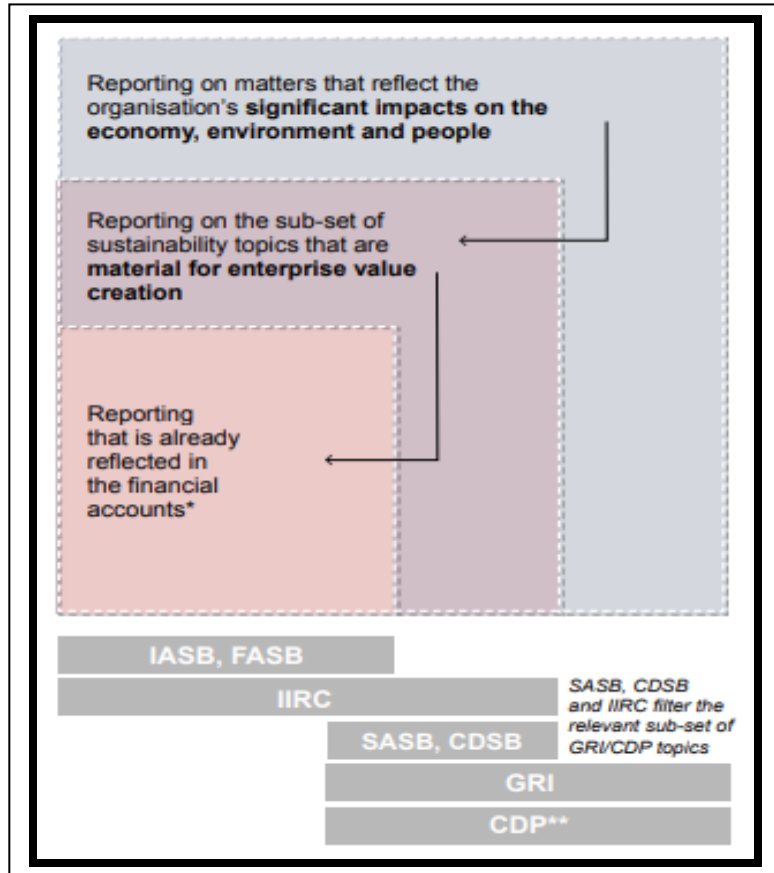 Reporting on matters that reflect the
organisation's significant impacts on the
economy, environment and people
Reporting on the sub-set of
sustainability topics that are
material for enterprise value
creation
Reporting
that is already
reflected in
the financial
accounts*
IASB, FASB
IIRC
SASB, CDSB
and IIRC filter the
relevant sub-set of
GRI/CDP topics
SASB, CDSB
GRI
CDP**